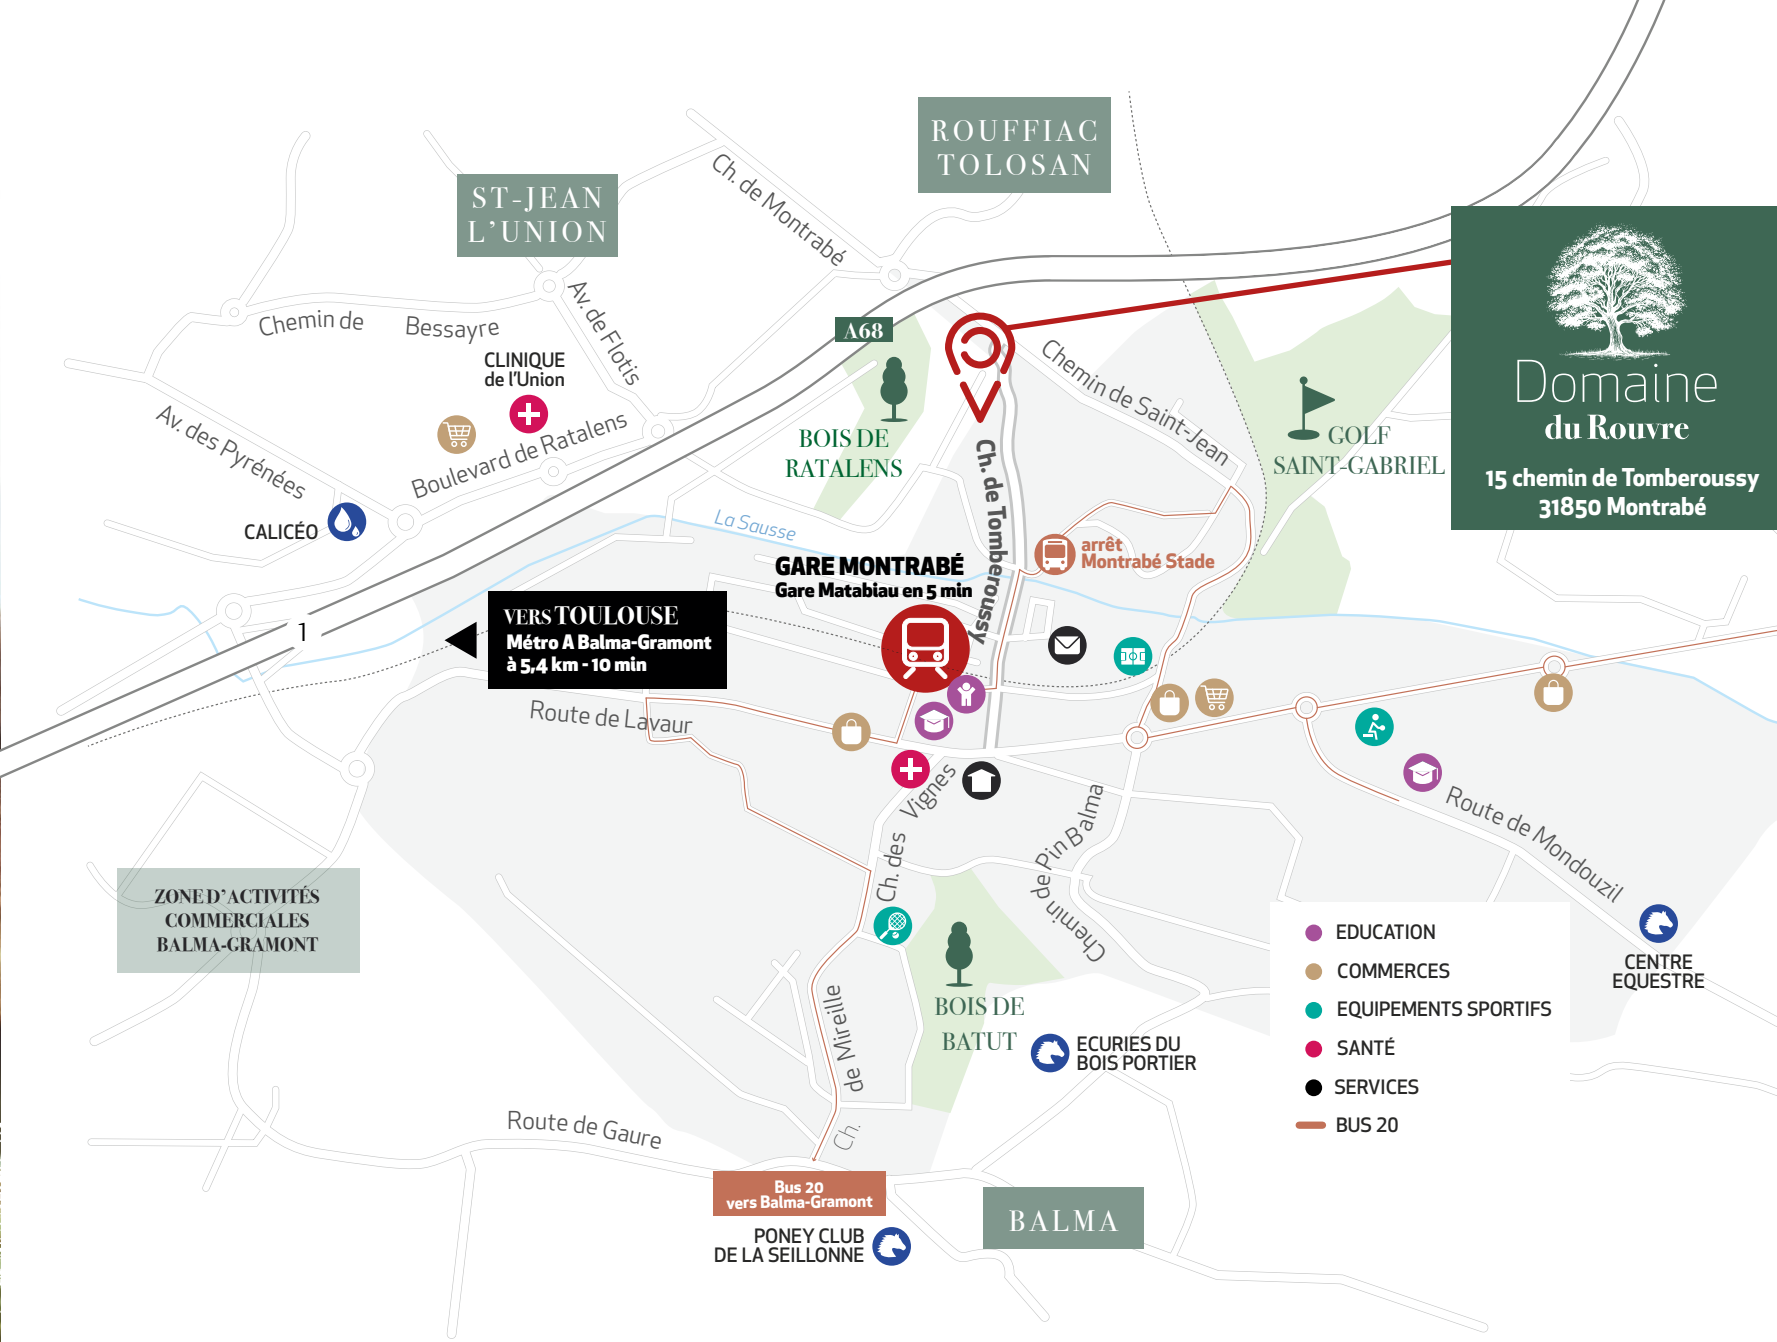 ROUFFIAC
TOLOSAN
ST-JEAN
L'UNION
Ch. de Montrabé
Chemin de Bessayre
Av. de Flotis
CLINIQUE
de l'Union
A68
Chemin de Saint-Jean
Av. des Pyrénées
Boulevard de Ratalens
CALICÉO
BOIS DE
RATALENS
GOLF
SAINT-GABRIEL
Domaine
du Rouvre
15 chemin de Tomberoussy
31850 Montrabé
Ch. de Tomberoussy
La Sausse
arrêt
Montrabé Stade
GARE MONTRABÉ
Gare Matabiau en 5 min
1
VERS TOULOUSE
Métro A Balma-Gramont
à 5,4 km - 10 min
Route de Lavaur
Ch. des Vignes
Chemin de Pin Balma
Route de Mondouzil
ZONE D'ACTIVITÉS
COMMERCIALES
BALMA-GRAMONT
EDUCATION
COMMERCES
EQUIPEMENTS SPORTIFS
SANTÉ
SERVICES
BUS 20
CENTRE
EQUESTRE
BOIS DE
BATUT
ECURIES DU
BOIS PORTIER
Ch. de Mireille
Route de Gaure
Bus 20
vers Balma-Gramont
BALMA
PONEY CLUB
DE LA SEILLONNE